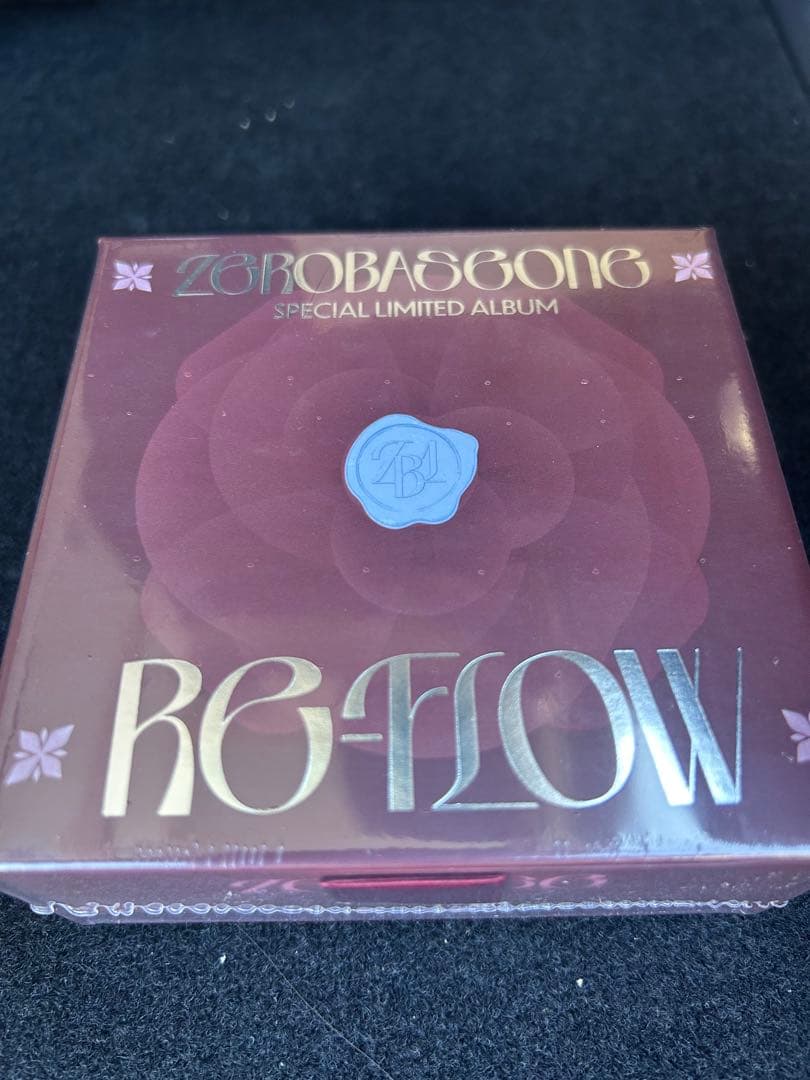 ZEROBASEONE
SPECIAL LIMITED ALBUM
ZB1
RE-FLOW